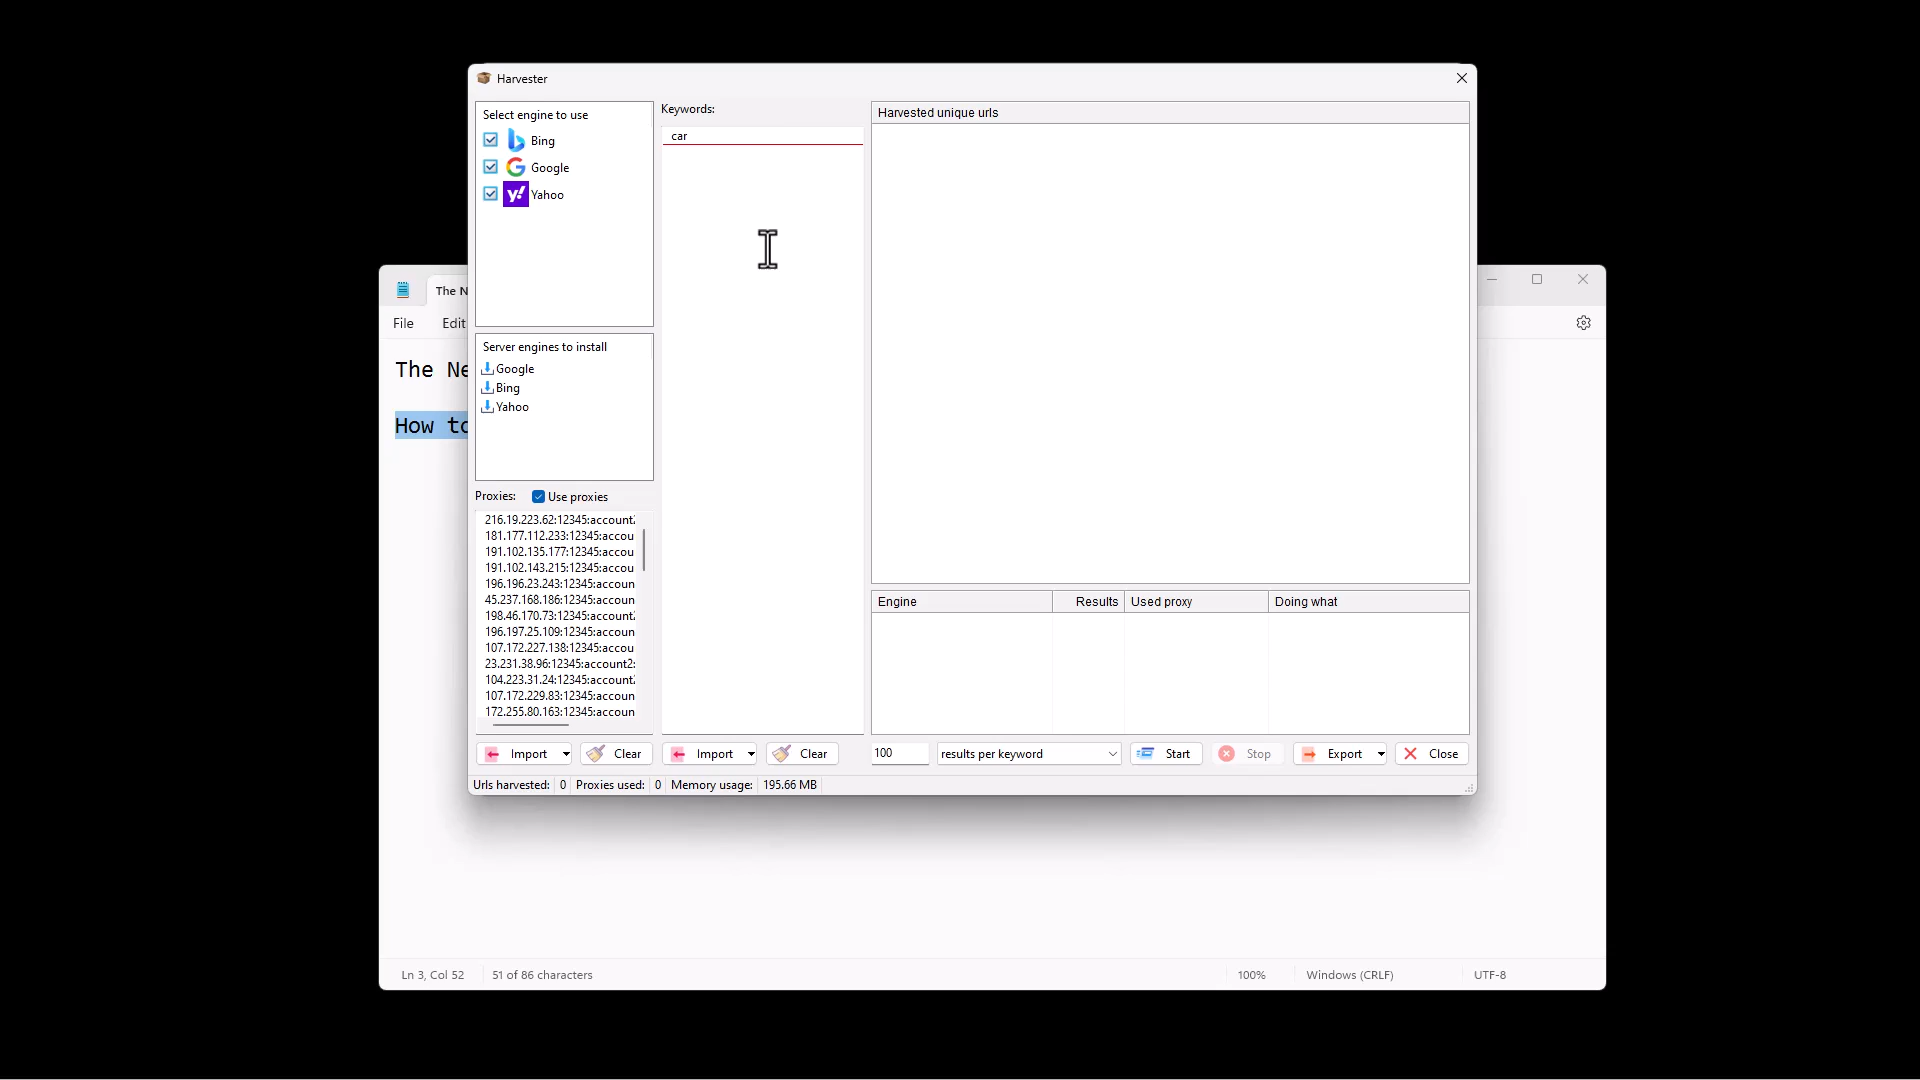 Harvester
Select engine to use
Bing
Google
Yahoo
Server engines to install
Google
Bing
Yahoo
Proxies:
Use proxies
216.19.223.62:12345:account2
181.177.112.233:12345:accou
191.102.135.177:12345:accou
191.102.143.215:12345:accou
196.196.23.243:12345:accoun
45.237.168.186:12345:accoun
198.46.170.73:12345:account2
196.197.25.109:12345:accoun
107.172.227.138:12345:accou
23.231.38.96:12345:account2:
104.223.31.24:12345:account2
107.172.229.83:12345:accoun
172.255.80.163:12345:accoun
Import
Clear
Keywords:
car
Import
Clear
Harvested unique urls
Engine Results Used proxy Doing what
100 results per keyword Start Stop Export Close
Urls harvested: 0 Proxies used: 0 Memory usage: 195.66 MB
The N
File Edit
The Ne
How to
Ln 3, Col 52 51 of 86 characters 100% Windows (CRLF) UTF-8